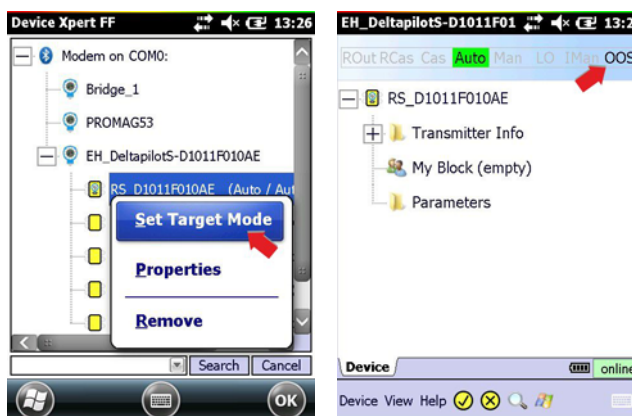 Device Xpert FF
13:26
Modem on COM0:
Bridge_1
PROMAG53
EH_DeltapilotS-D1011F010AE
RS_D1011F010AE (Auto / Aut
Set Target Mode
Properties
Remove
Search
Cancel
OK
EH_DeltapilotS-D1011F01
13:2
ROut RCas Cas Auto Man LO IMan OOS
RS_D1011F010AE
Transmitter Info
My Block (empty)
Parameters
Device
online
Device View Help